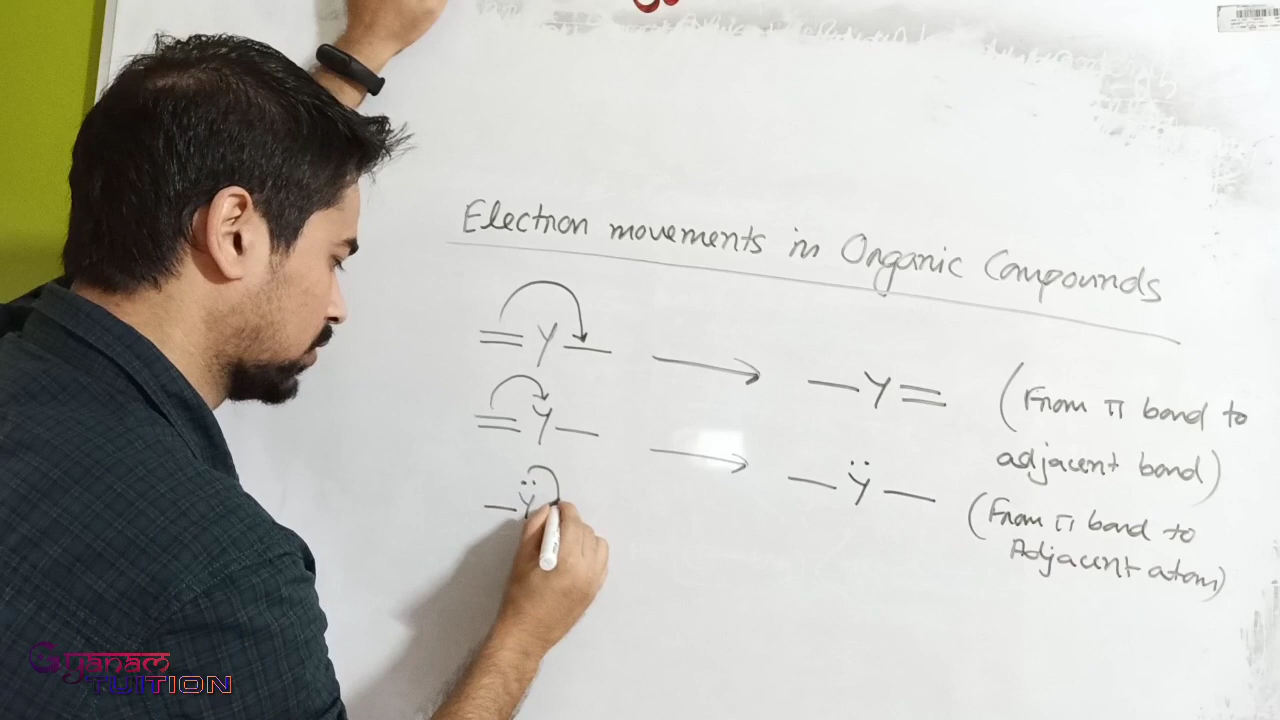 Electron movements in Organic Compounds
= Y — → — Y = (From π bond to
adjacent bond)
= Y — → — Ÿ — (From π bond to
Adjacent atom)
— Ÿ
Gyanam
TUITION